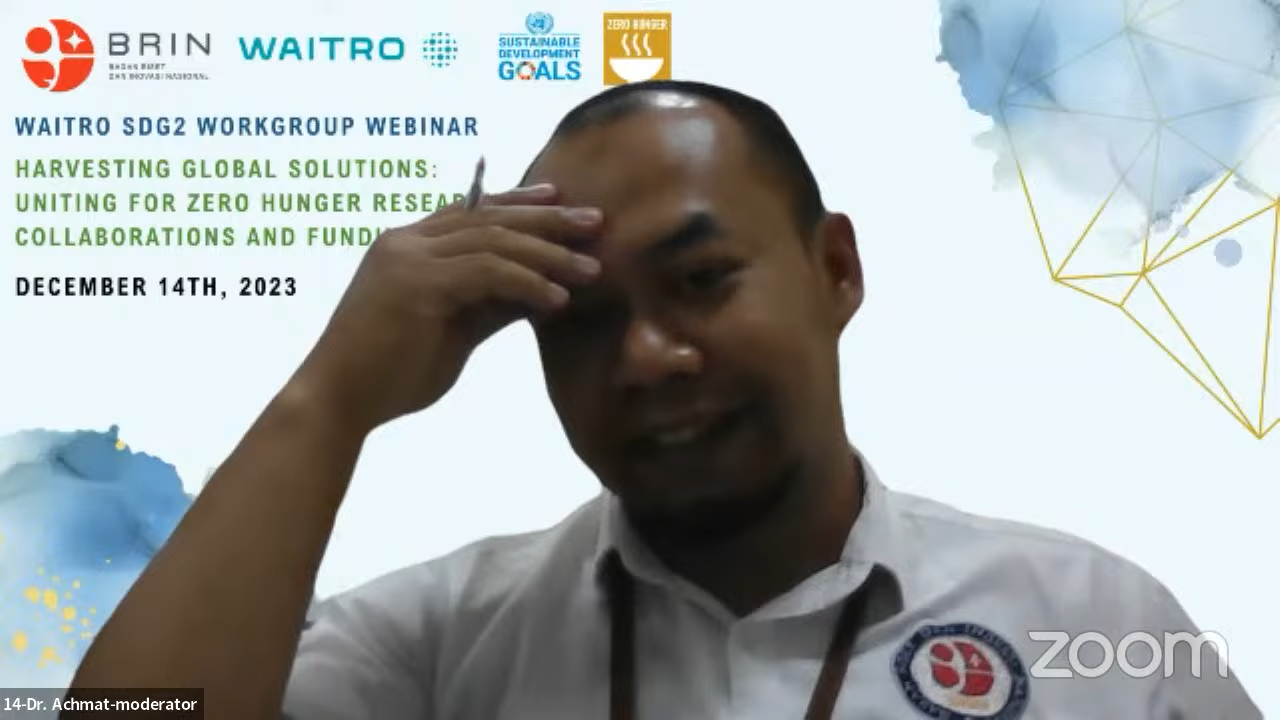 BRIN
BADAN RISET
DAN INOVASI NASIONAL
WAITRO
SUSTAINABLE
DEVELOPMENT
GOALS
ZERO HUNGER
WAITRO SDG2 WORKGROUP WEBINAR
HARVESTING GLOBAL SOLUTIONS:
UNITING FOR ZERO HUNGER RESEAR
COLLABORATIONS AND FUNDI
DECEMBER 14TH, 2023
zoom
14-Dr. Achmat-moderator